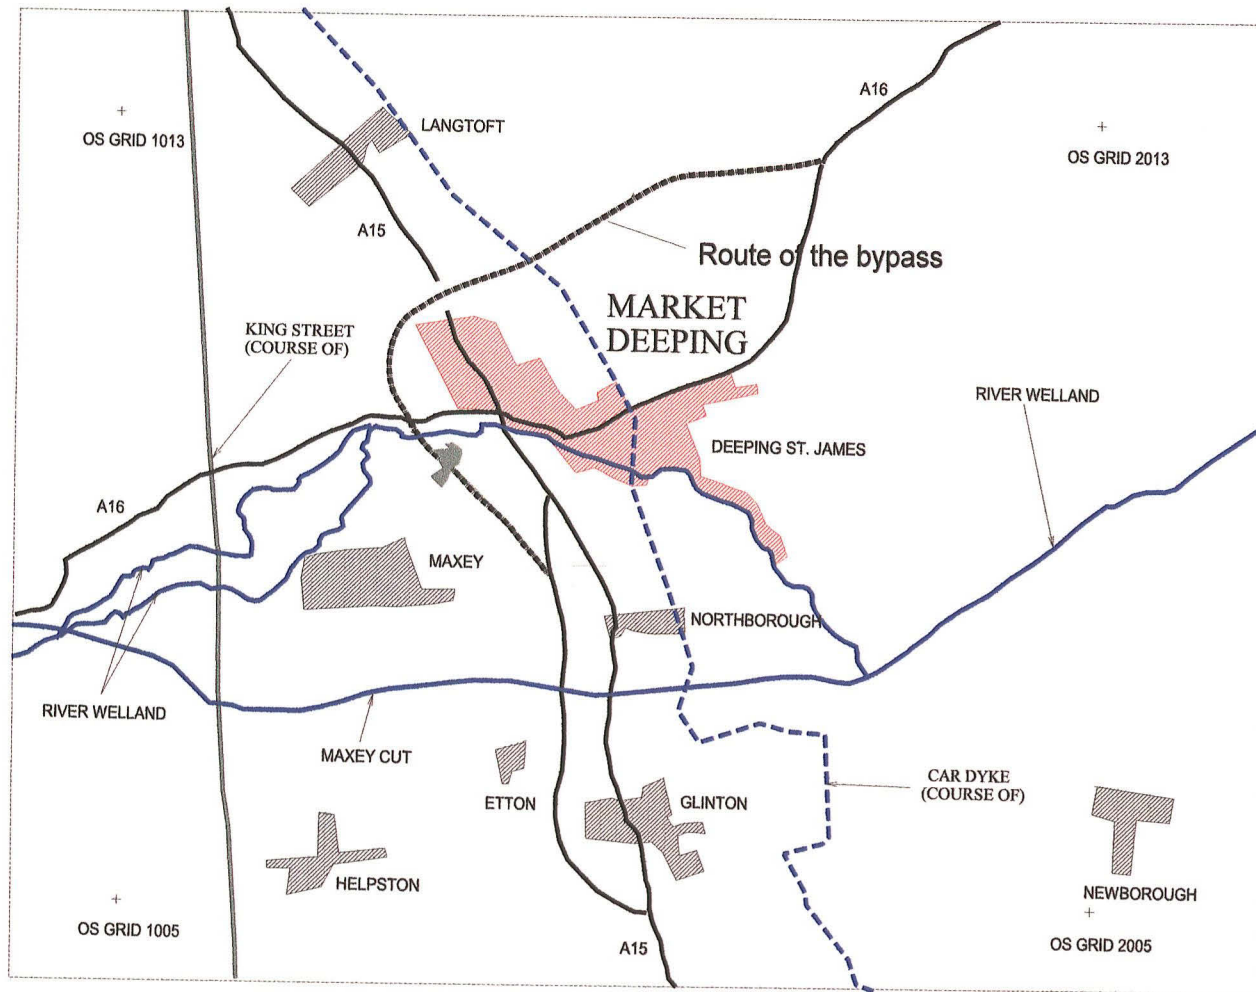 A16
LANGTOFT
OS GRID 1013
OS GRID 2013
A15
Route of the bypass
MARKET
DEEPING
KING STREET
(COURSE OF)
RIVER WELLAND
DEEPING ST. JAMES
A16
MAXEY
NORTHBOROUGH
RIVER WELLAND
MAXEY CUT
CAR DYKE
(COURSE OF)
ETTON
GLINTON
HELPSTON
NEWBOROUGH
OS GRID 1005
A15
OS GRID 2005